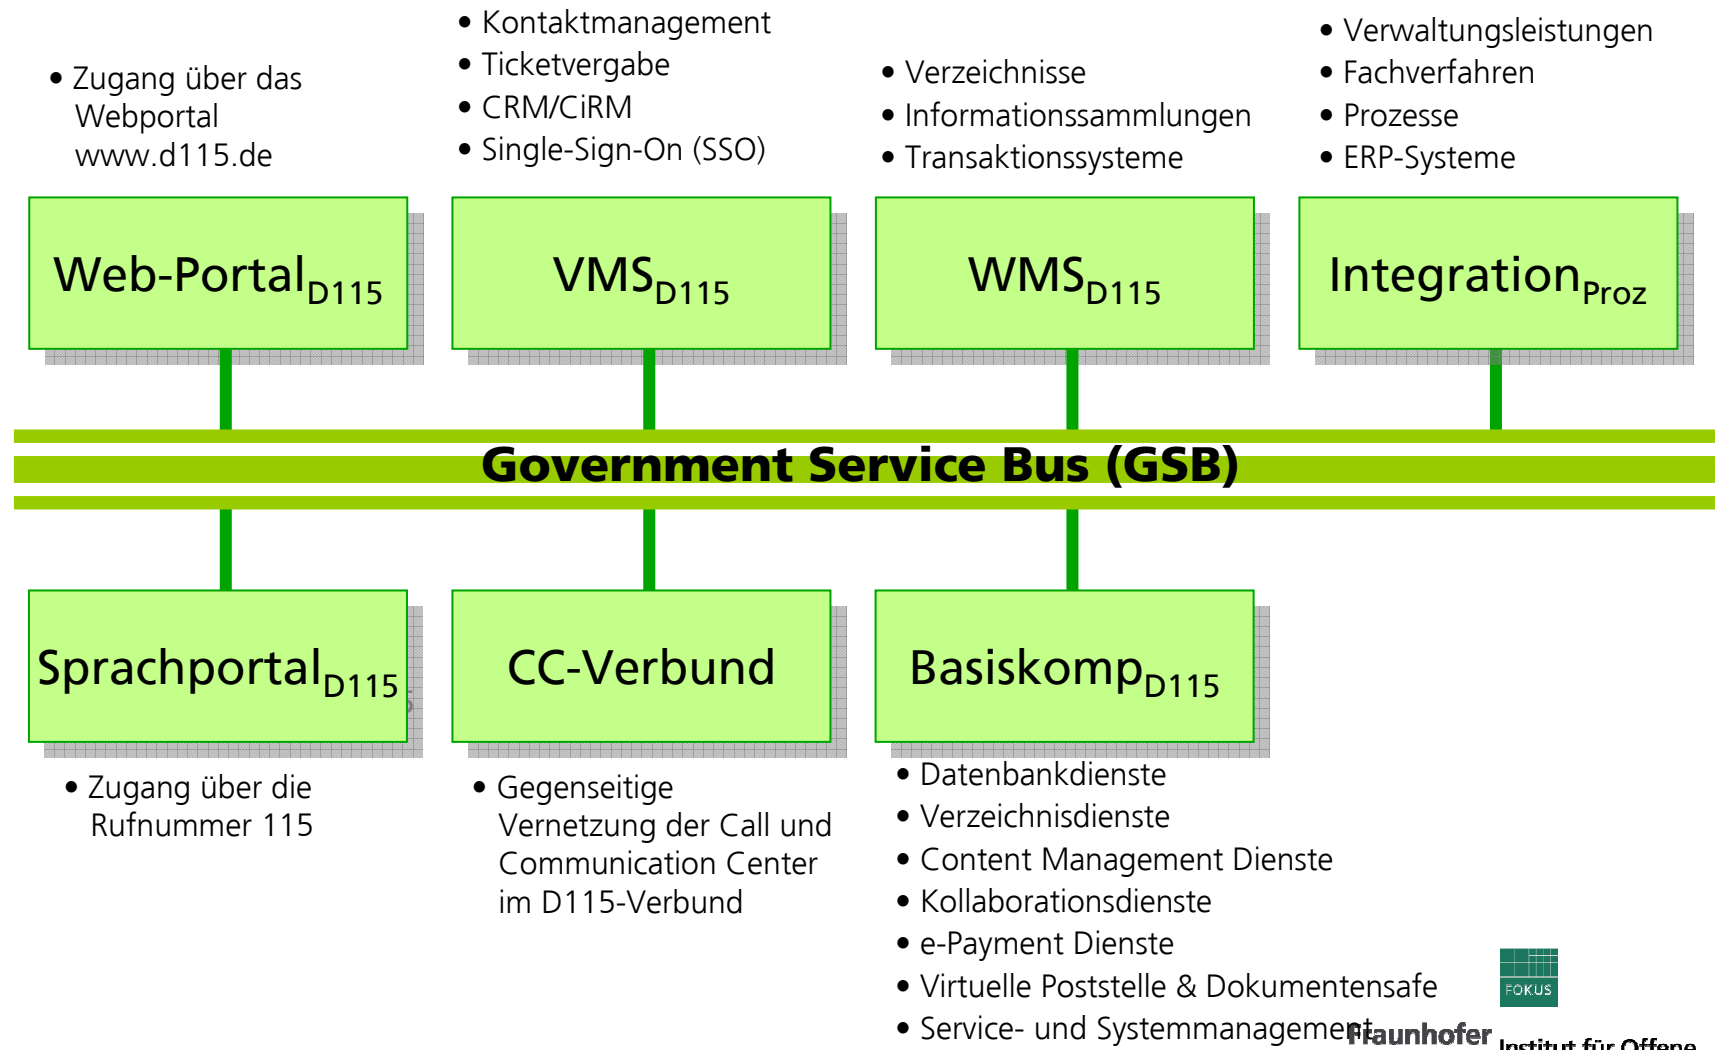 • Zugang über das
Webportal
www.d115.de
• Kontaktmanagement
• Ticketvergabe
• CRM/CiRM
• Single-Sign-On (SSO)
• Verzeichnisse
• Informationssammlungen
• Transaktionssysteme
• Verwaltungsleistungen
• Fachverfahren
• Prozesse
• ERP-Systeme
Web-PortalD115
VMSD115
WMSD115
IntegrationProz
Government Service Bus (GSB)
SprachportalD115
CC-Verbund
BasiskompD115
• Zugang über die
Rufnummer 115
• Gegenseitige
Vernetzung der Call und
Communication Center
im D115-Verbund
• Datenbankdienste
• Verzeichnisdienste
• Content Management Dienste
• Kollaborationsdienste
• e-Payment Dienste
• Virtuelle Poststelle & Dokumentensafe
• Service- und Systemmanagement
FOKUS
Fraunhofer
Institut für Offene